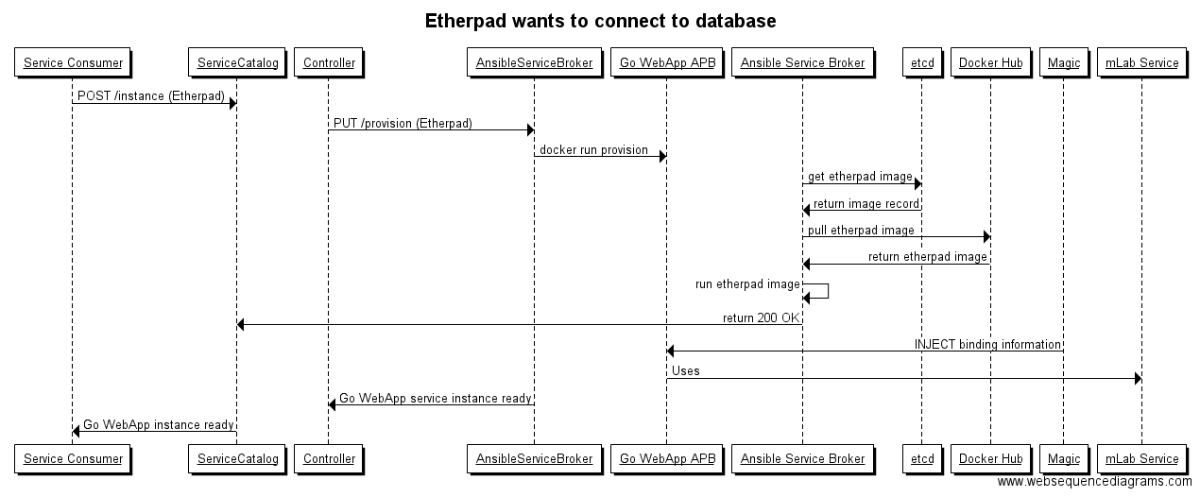 Etherpad wants to connect to database
Service Consumer ServiceCatalog Controller AnsibleServiceBroker Go WebApp APB Ansible Service Broker etcd Docker Hub Magic mLab Service
POST /instance (Etherpad)
PUT /provision (Etherpad)
docker run provision
get etherpad image
return image record
pull etherpad image
return etherpad image
run etherpad image
return 200 OK
INJECT binding information
Uses
Go WebApp service instance ready
Go WebApp instance ready
Service Consumer ServiceCatalog Controller AnsibleServiceBroker Go WebApp APB Ansible Service Broker etcd Docker Hub Magic mLab Service
www.websequencediagrams.com